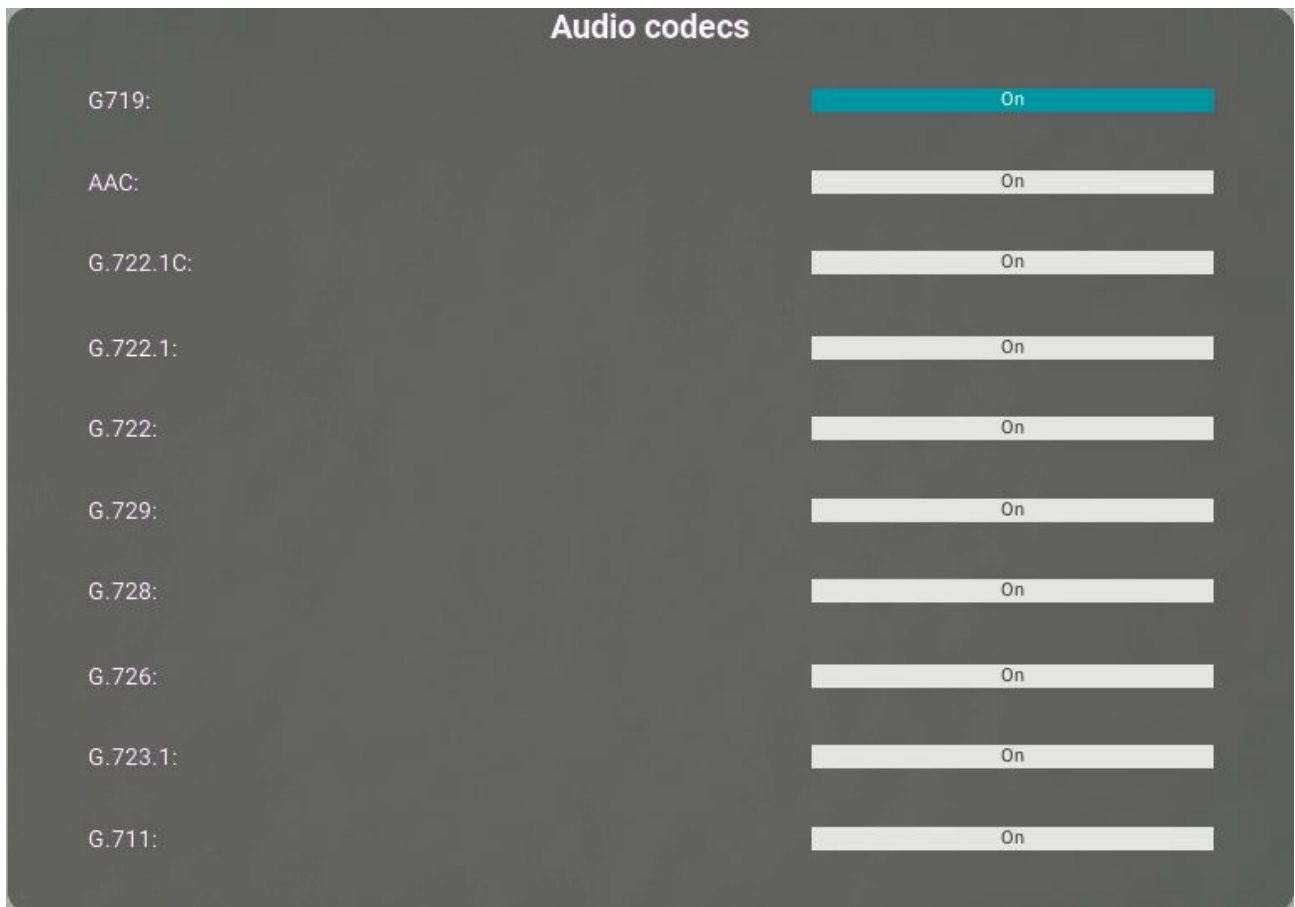 Audio codecs
G719: On
AAC: On
G.722.1C: On
G.722.1: On
G.722: On
G.729: On
G.728: On
G.726: On
G.723.1: On
G.711: On